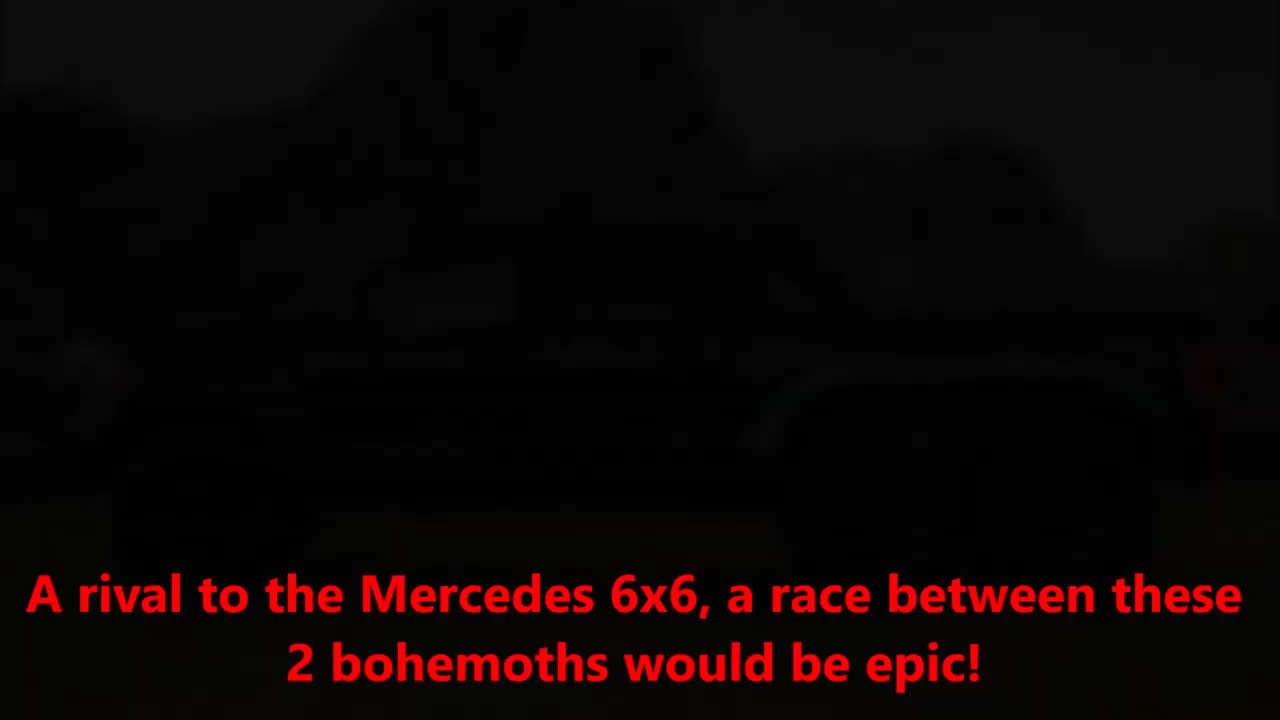 A rival to the Mercedes 6x6, a race between these
2 bohemoths would be epic!